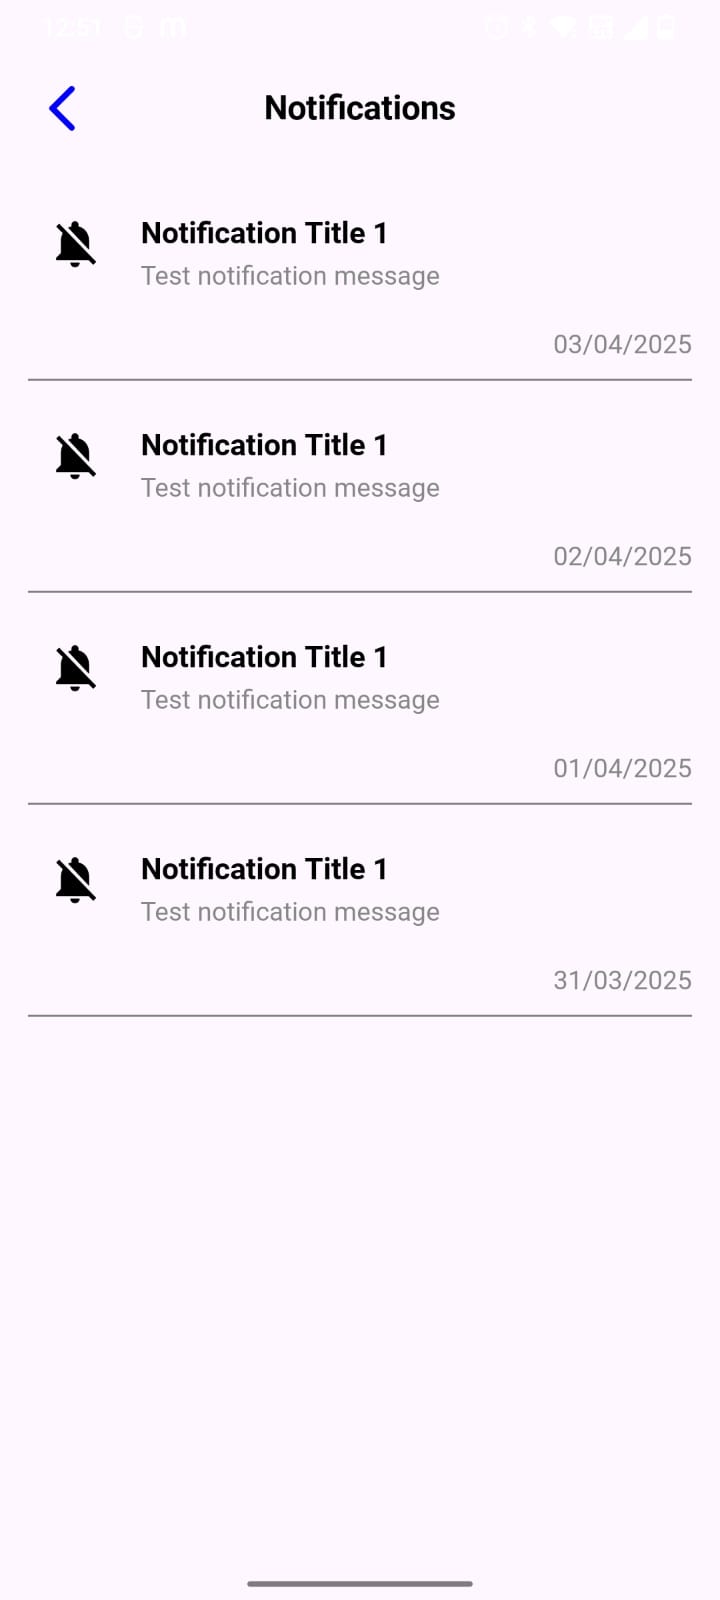 12:51
Notifications
Notification Title 1
Test notification message
03/04/2025
Notification Title 1
Test notification message
02/04/2025
Notification Title 1
Test notification message
01/04/2025
Notification Title 1
Test notification message
31/03/2025